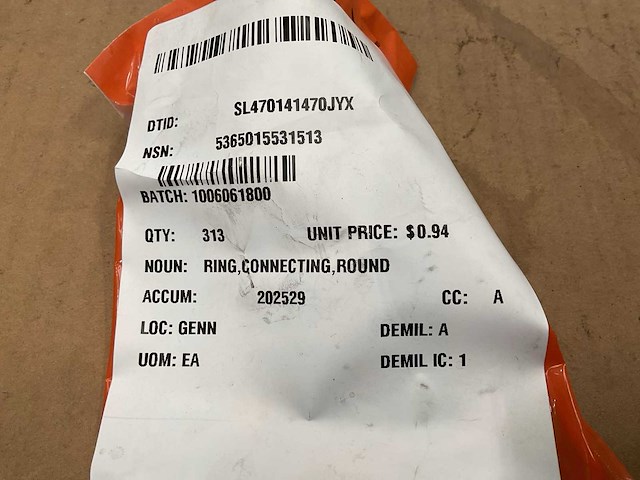 DTID: SL470141470JYX
NSN: 5365015531513
BATCH: 1006061800
QTY: 313 UNIT PRICE: $0.94
NOUN: RING,CONNECTING,ROUND
ACCUM: 202529 CC: A
LOC: GENN DEMIL: A
UOM: EA DEMIL IC: 1